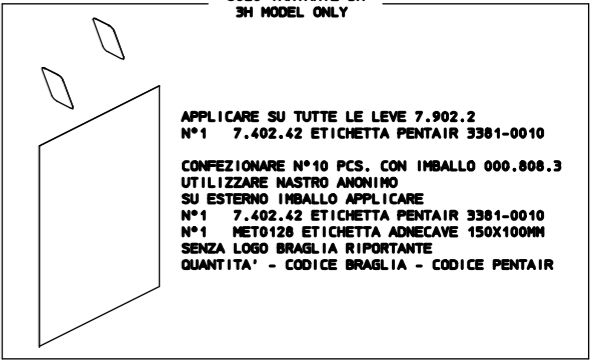 3H MODEL ONLY
APPLICARE SU TUTTE LE LEVE 7.902.2
N°1 7.402.42 ETICHETTA PENTAIR 3381-0010
CONFEZIONARE N°10 PCS. CON IMBALLO 000.808.3
UTILIZZARE NASTRO ANONIMO
SU ESTERNO IMBALLO APPLICARE
N°1 7.402.42 ETICHETTA PENTAIR 3381-0010
N°1 MET0128 ETICHETTA ADNECAVE 150X100MM
SENZA LOGO BRAGLIA RIPORTANTE
QUANTITA' - CODICE BRAGLIA - CODICE PENTAIR